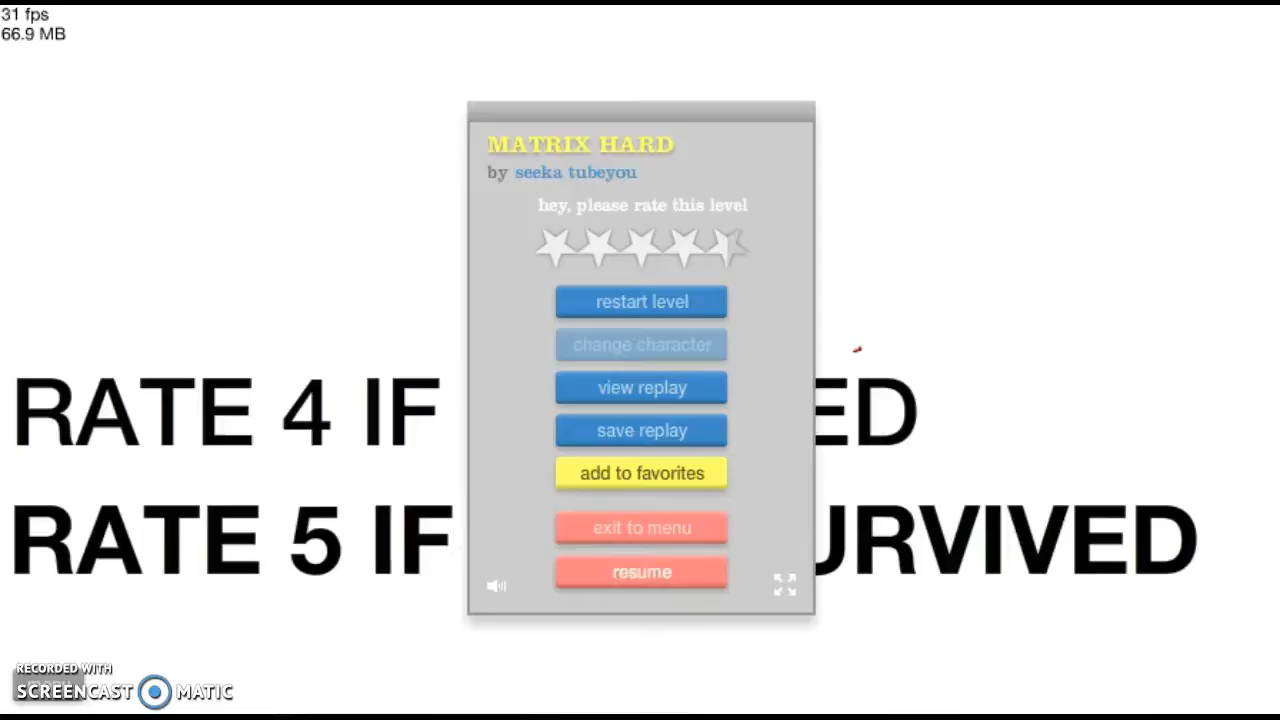 31 fps
66.9 MB
MATRIX HARD
by seeka tubeyou
hey, please rate this level
restart level
change character
view replay
save replay
add to favorites
exit to menu
resume
RATE 4 IF ED
RATE 5 IF URVIVED
RECORDED WITH
SCREENCAST MATIC
menu